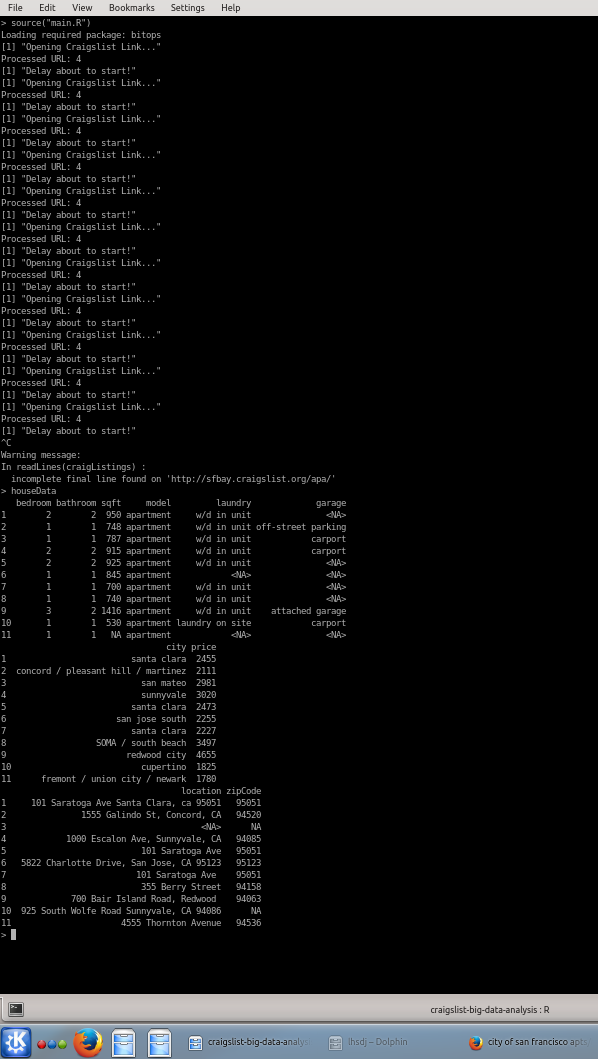 File Edit View Bookmarks Settings Help
> source("main.R")
Loading required package: bitops
[1] "Opening Craigslist Link..."
Processed URL: 4
[1] "Delay about to start!"
[1] "Opening Craigslist Link..."
Processed URL: 4
[1] "Delay about to start!"
[1] "Opening Craigslist Link..."
Processed URL: 4
[1] "Delay about to start!"
[1] "Opening Craigslist Link..."
Processed URL: 4
[1] "Delay about to start!"
[1] "Opening Craigslist Link..."
Processed URL: 4
[1] "Delay about to start!"
[1] "Opening Craigslist Link..."
Processed URL: 4
[1] "Delay about to start!"
[1] "Opening Craigslist Link..."
Processed URL: 4
[1] "Delay about to start!"
[1] "Opening Craigslist Link..."
Processed URL: 4
[1] "Delay about to start!"
[1] "Opening Craigslist Link..."
Processed URL: 4
[1] "Delay about to start!"
[1] "Opening Craigslist Link..."
Processed URL: 4
[1] "Delay about to start!"
[1] "Opening Craigslist Link..."
Processed URL: 4
[1] "Delay about to start!"
^C
Warning message:
In readLines(craigListings) :
  incomplete final line found on 'http://sfbay.craigslist.org/apa/'
> houseData
   bedroom bathroom sqft     model         laundry            garage
1        2        2  950 apartment     w/d in unit              <NA>
2        1        1  748 apartment     w/d in unit off-street parking
3        1        1  787 apartment     w/d in unit           carport
4        2        2  915 apartment     w/d in unit           carport
5        2        2  925 apartment     w/d in unit              <NA>
6        1        1  845 apartment            <NA>              <NA>
7        1        1  700 apartment     w/d in unit              <NA>
8        1        1  740 apartment     w/d in unit              <NA>
9        3        2 1416 apartment     w/d in unit   attached garage
10       1        1  530 apartment laundry on site           carport
11       1        1   NA apartment            <NA>              <NA>
                                 city price
1                         santa clara  2455
2  concord / pleasant hill / martinez  2111
3                           san mateo  2981
4                           sunnyvale  3020
5                         santa clara  2473
6                      san jose south  2255
7                         santa clara  2227
8                  SOMA / south beach  3497
9                        redwood city  4655
10                          cupertino  1825
11       fremont / union city / newark  1780
                                    location zipCode
1     101 Saratoga Ave Santa Clara, ca 95051   95051
2               1555 Galindo St, Concord, CA   94520
3                                       <NA>      NA
4            1000 Escalon Ave, Sunnyvale, CA   94085
5                           101 Saratoga Ave   95051
6   5822 Charlotte Drive, San Jose, CA 95123   95123
7                           101 Saratoga Ave   95051
8                           355 Berry Street   94158
9              700 Bair Island Road, Redwood   94063
10  925 South Wolfe Road Sunnyvale, CA 94086      NA
11                      4555 Thornton Avenue   94536
>
craigslist-big-data-analysis : R
craigslist-big-data-analys lhsdj – Dolphin city of san francisco apts